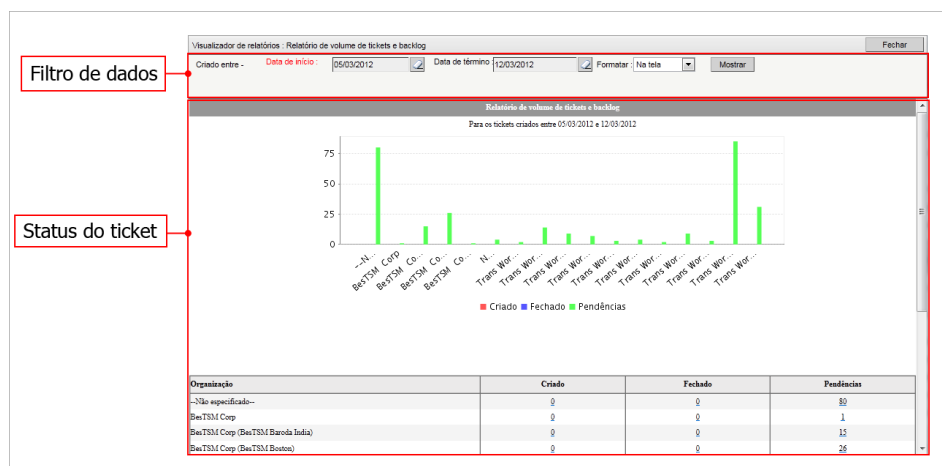 Visualizador de relatórios : Relatório de volume de tickets e backlog
Fechar
Filtro de dados
Criado entre - Data de início : 05/03/2012 Data de término : 12/03/2012 Formatar : Na tela Mostrar
Relatório de volume de tickets e backlog
Para os tickets criados entre 05/03/2012 e 12/03/2012
Status do ticket
75
50
25
0
--N...
BesTSM Corp
BesTSM Co...
BesTSM Co...
BesTSM Co...
N...
Trans Wor...
Trans Wor...
Trans Wor...
Trans Wor...
Trans Wor...
Trans Wor...
Trans Wor...
Trans Wor...
Trans Wor...
Trans Wor...
Trans Wor...
Criado Fechado Pendências
Organização Criado Fechado Pendências
--Não especificado-- 0 0 80
BesTSM Corp 0 0 1
BesTSM Corp (BesTSM Baroda India) 0 0 15
BesTSM Corp (BesTSM Boston) 0 0 26